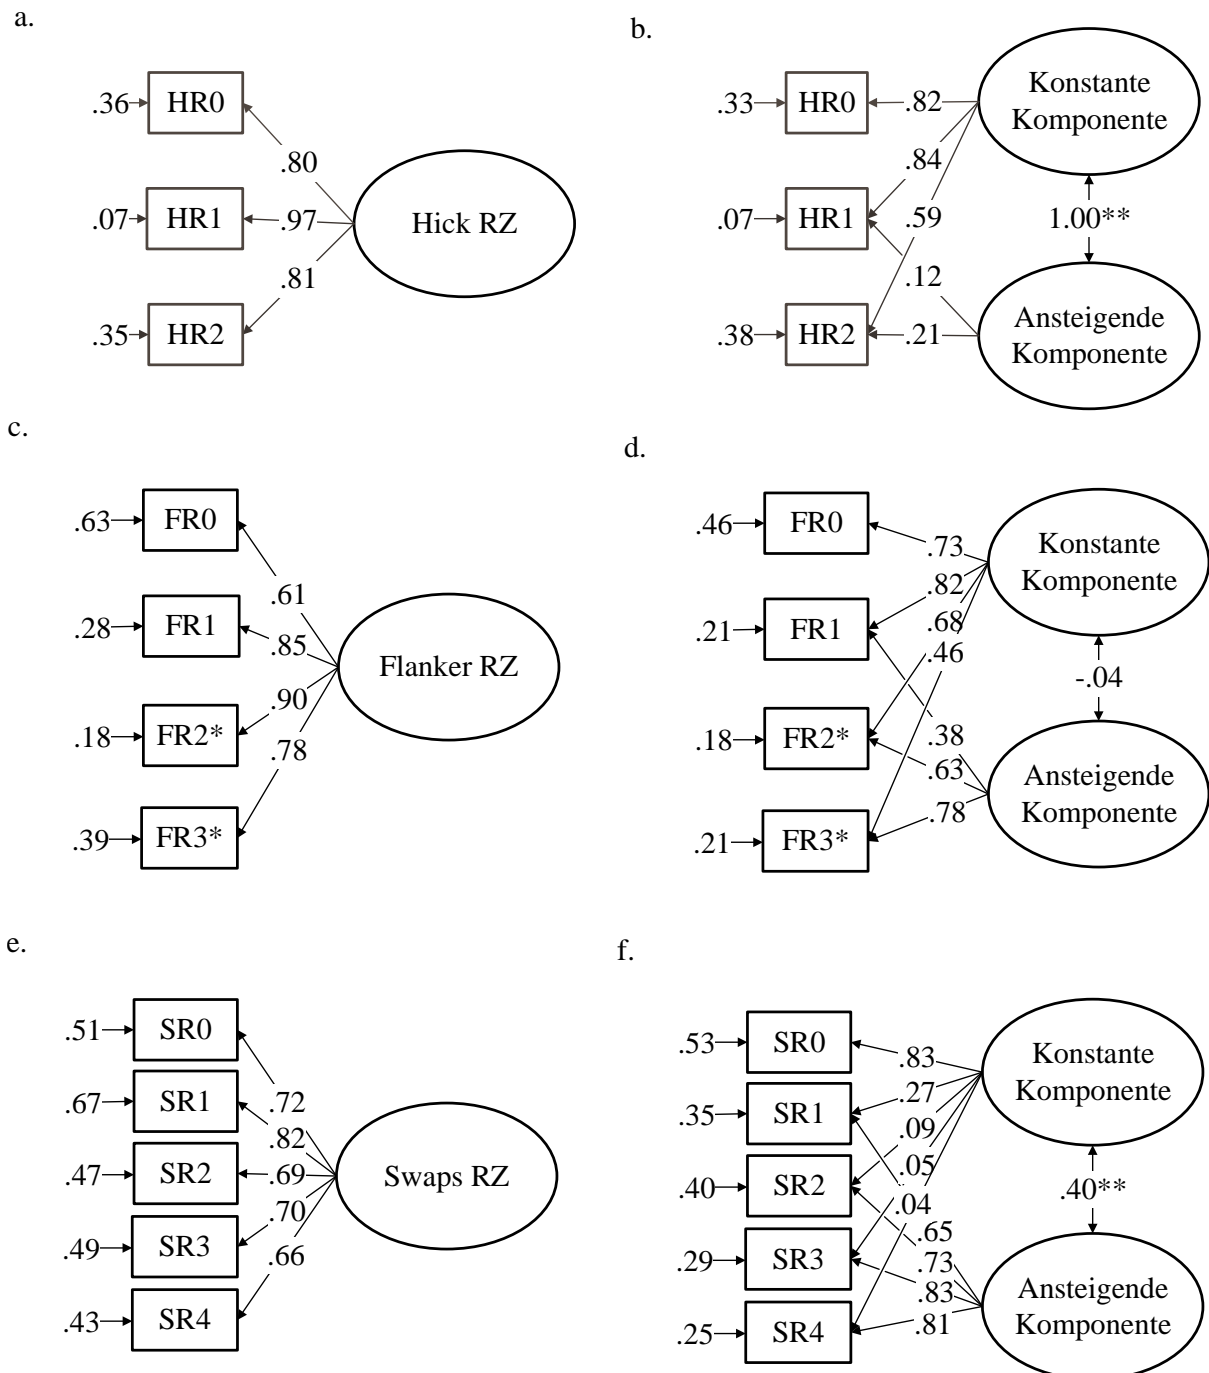 a.
.36
HR0
.80
.07
HR1
.97
Hick RZ
.81
.35
HR2
b.
.33
HR0
.82
Konstante
Komponente
.84
.07
HR1
.59
1.00**
.12
.38
HR2
.21
Ansteigende
Komponente
c.
.63
FR0
.61
.28
FR1
.85
Flanker RZ
.90
.18
FR2*
.78
.39
FR3*
d.
.46
FR0
.73
Konstante
Komponente
.82
.68
.21
FR1
.46
-.04
.18
FR2*
.38
.63
Ansteigende
Komponente
.78
.21
FR3*
e.
.51
SR0
.72
.67
SR1
.82
.47
SR2
.69
Swaps RZ
.70
.49
SR3
.66
.43
SR4
f.
.53
SR0
.83
Konstante
Komponente
.27
.35
SR1
.09
.05
.40
SR2
.04
.40**
.65
.73
.29
SR3
.83
Ansteigende
Komponente
.81
.25
SR4